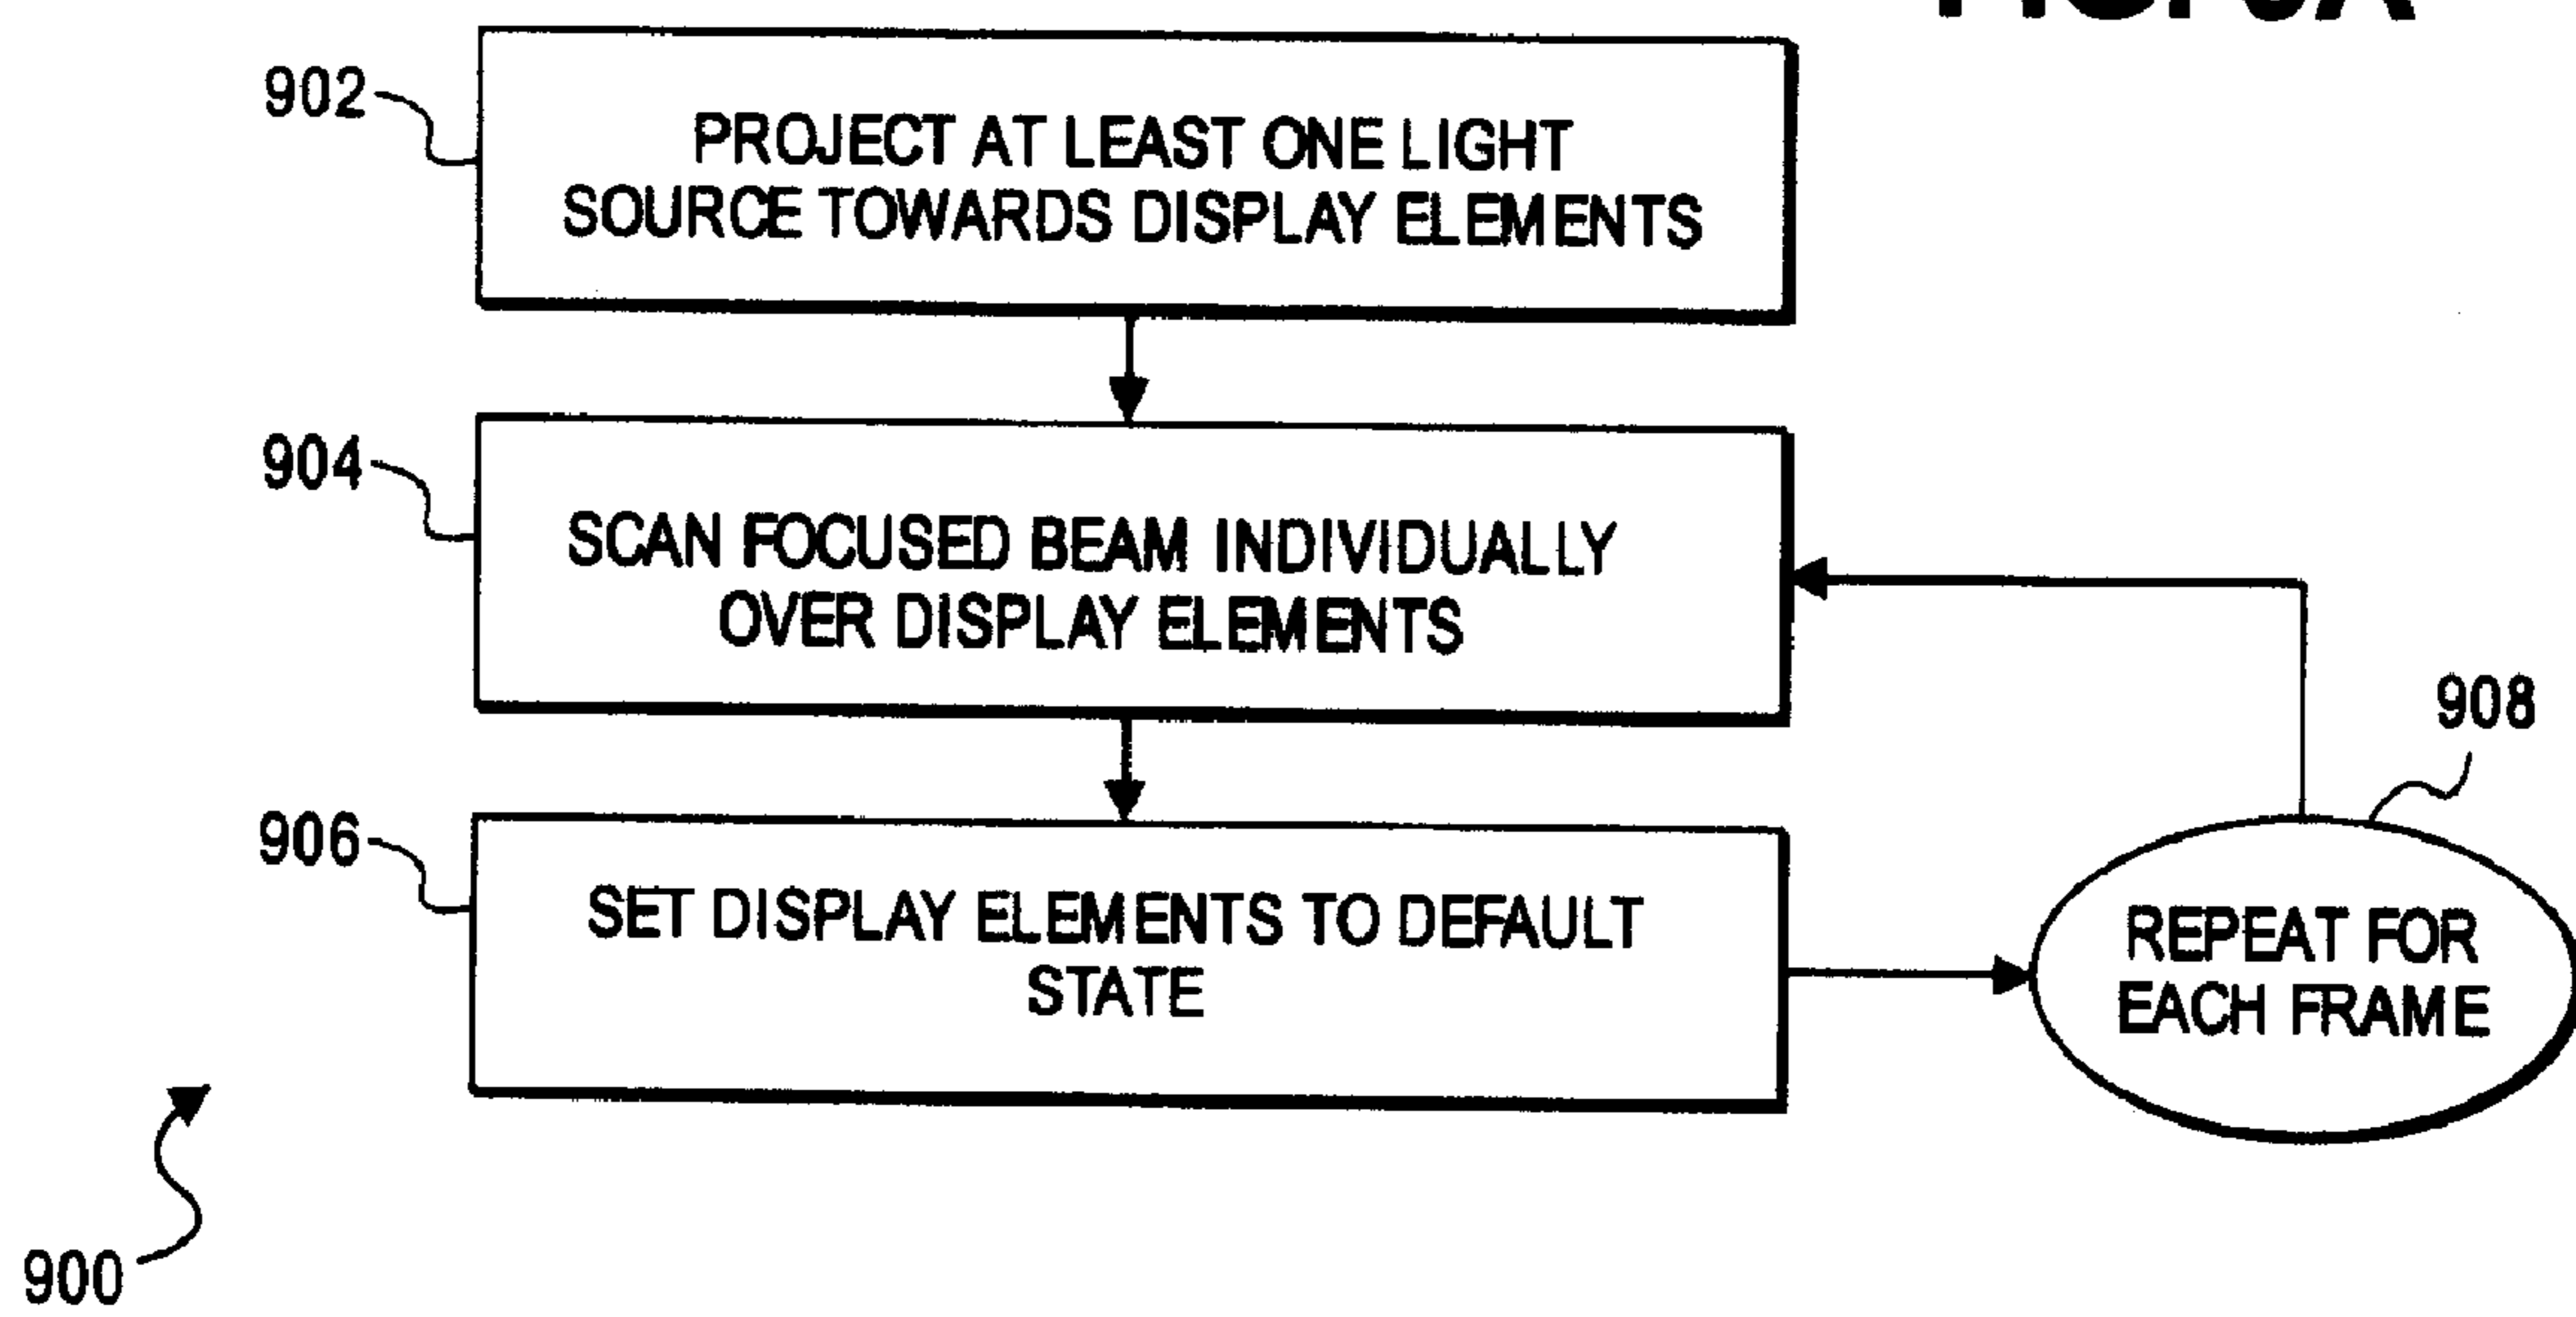 902
PROJECT AT LEAST ONE LIGHT
SOURCE TOWARDS DISPLAY ELEMENTS
904
SCAN FOCUSED BEAM INDIVIDUALLY
OVER DISPLAY ELEMENTS
908
906
SET DISPLAY ELEMENTS TO DEFAULT
STATE
REPEAT FOR
EACH FRAME
900